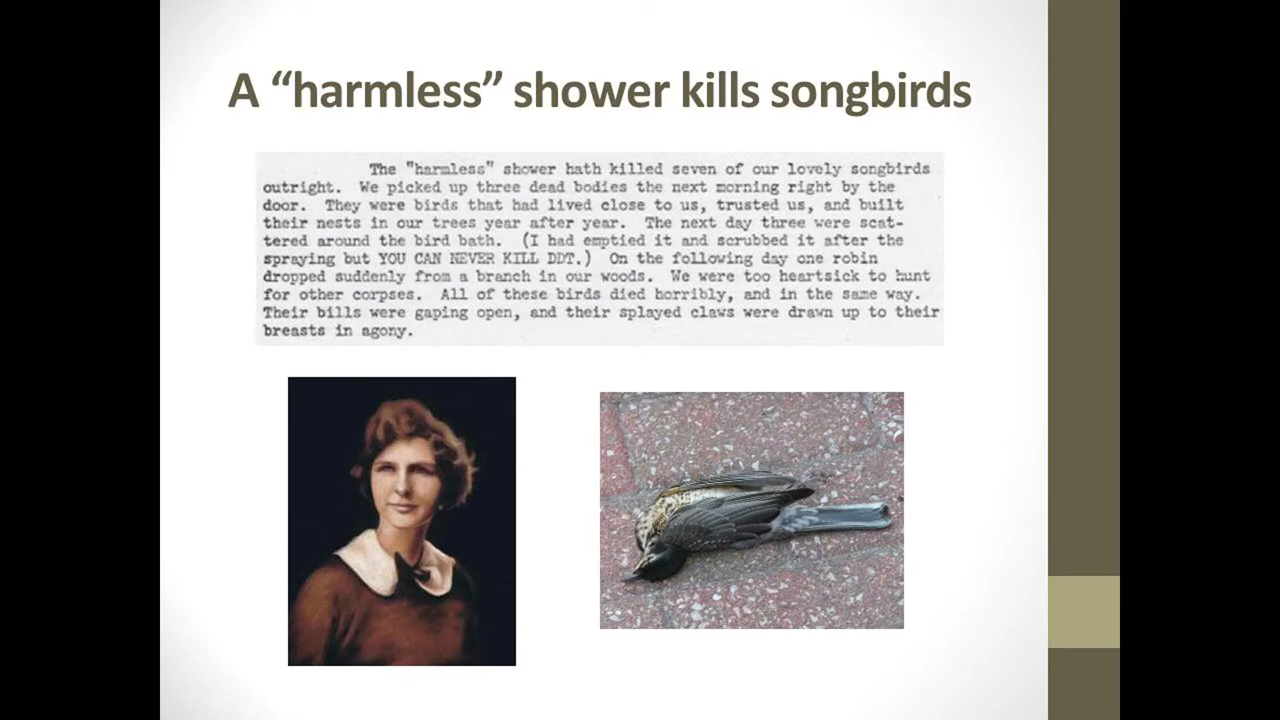 A “harmless” shower kills songbirds
The "harmless" shower hath killed seven of our lovely songbirds
outright. We picked up three dead bodies the next morning right by the
door. They were birds that had lived close to us, trusted us, and built
their nests in our trees year after year. The next day three were scat-
tered around the bird bath. (I had emptied it and scrubbed it after the
spraying but YOU CAN NEVER KILL DDT.) On the following day one robin
dropped suddenly from a branch in our woods. We were too heartsick to hunt
for other corpses. All of these birds died horribly, and in the same way.
Their bills were gaping open, and their splayed claws were drawn up to their
breasts in agony.